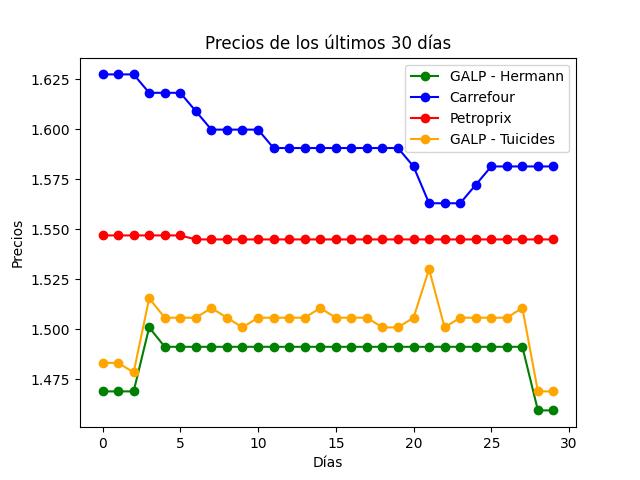 Precios de los últimos 30 días
GALP - Hermann
Carrefour
Petroprix
GALP - Tuicides
Precios
1.625
1.600
1.575
1.550
1.525
1.500
1.475
0 5 10 15 20 25 30
Días